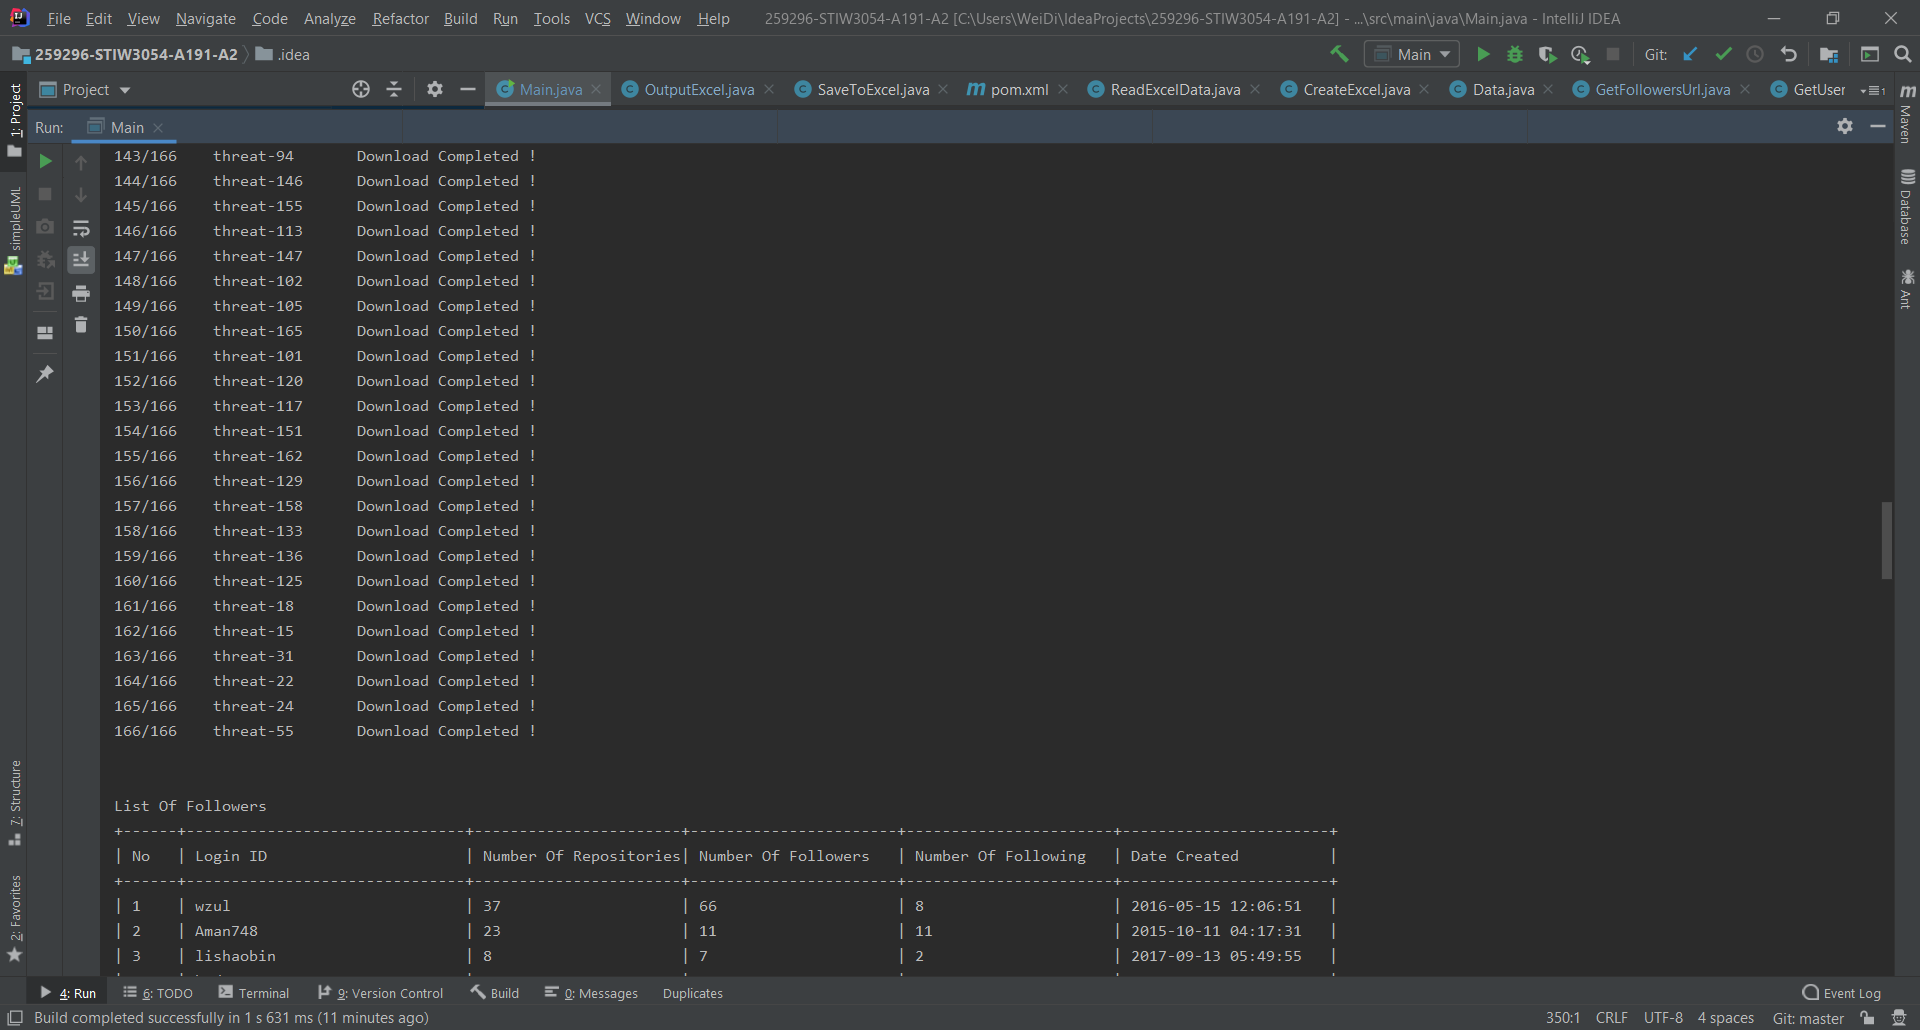 File Edit View Navigate Code Analyze Refactor Build Run Tools VCS Window Help 259296-STIW3054-A191-A2 [C:\Users\WeiDi\IdeaProjects\259296-STIW3054-A191-A2] - ...\src\main\java\Main.java - IntelliJ IDEA
259296-STIW3054-A191-A2 .idea Main Git:
Project Main.java OutputExcel.java SaveToExcel.java pom.xml ReadExcelData.java CreateExcel.java Data.java GetFollowersUrl.java GetUser
Run: Main
143/166 threat-94 Download Completed !
144/166 threat-146 Download Completed !
145/166 threat-155 Download Completed !
146/166 threat-113 Download Completed !
147/166 threat-147 Download Completed !
148/166 threat-102 Download Completed !
149/166 threat-105 Download Completed !
150/166 threat-165 Download Completed !
151/166 threat-101 Download Completed !
152/166 threat-120 Download Completed !
153/166 threat-117 Download Completed !
154/166 threat-151 Download Completed !
155/166 threat-162 Download Completed !
156/166 threat-129 Download Completed !
157/166 threat-158 Download Completed !
158/166 threat-133 Download Completed !
159/166 threat-136 Download Completed !
160/166 threat-125 Download Completed !
161/166 threat-18 Download Completed !
162/166 threat-15 Download Completed !
163/166 threat-31 Download Completed !
164/166 threat-22 Download Completed !
165/166 threat-24 Download Completed !
166/166 threat-55 Download Completed !
List Of Followers
+------+-------------------------------+-----------------------+-----------------------+-----------------------+-----------------------+
| No | Login ID | Number Of Repositories| Number Of Followers | Number Of Following | Date Created |
+------+-------------------------------+-----------------------+-----------------------+-----------------------+-----------------------+
| 1 | wzul | 37 | 66 | 8 | 2016-05-15 12:06:51 |
| 2 | Aman748 | 23 | 11 | 11 | 2015-10-11 04:17:31 |
| 3 | lishaobin | 8 | 7 | 2 | 2017-09-13 05:49:55 |
1: Project
simpleUML
7: Structure
2: Favorites
Maven
Database
Ant
4: Run 6: TODO Terminal 9: Version Control Build 0: Messages Duplicates Event Log
Build completed successfully in 1 s 631 ms (11 minutes ago) 350:1 CRLF UTF-8 4 spaces Git: master